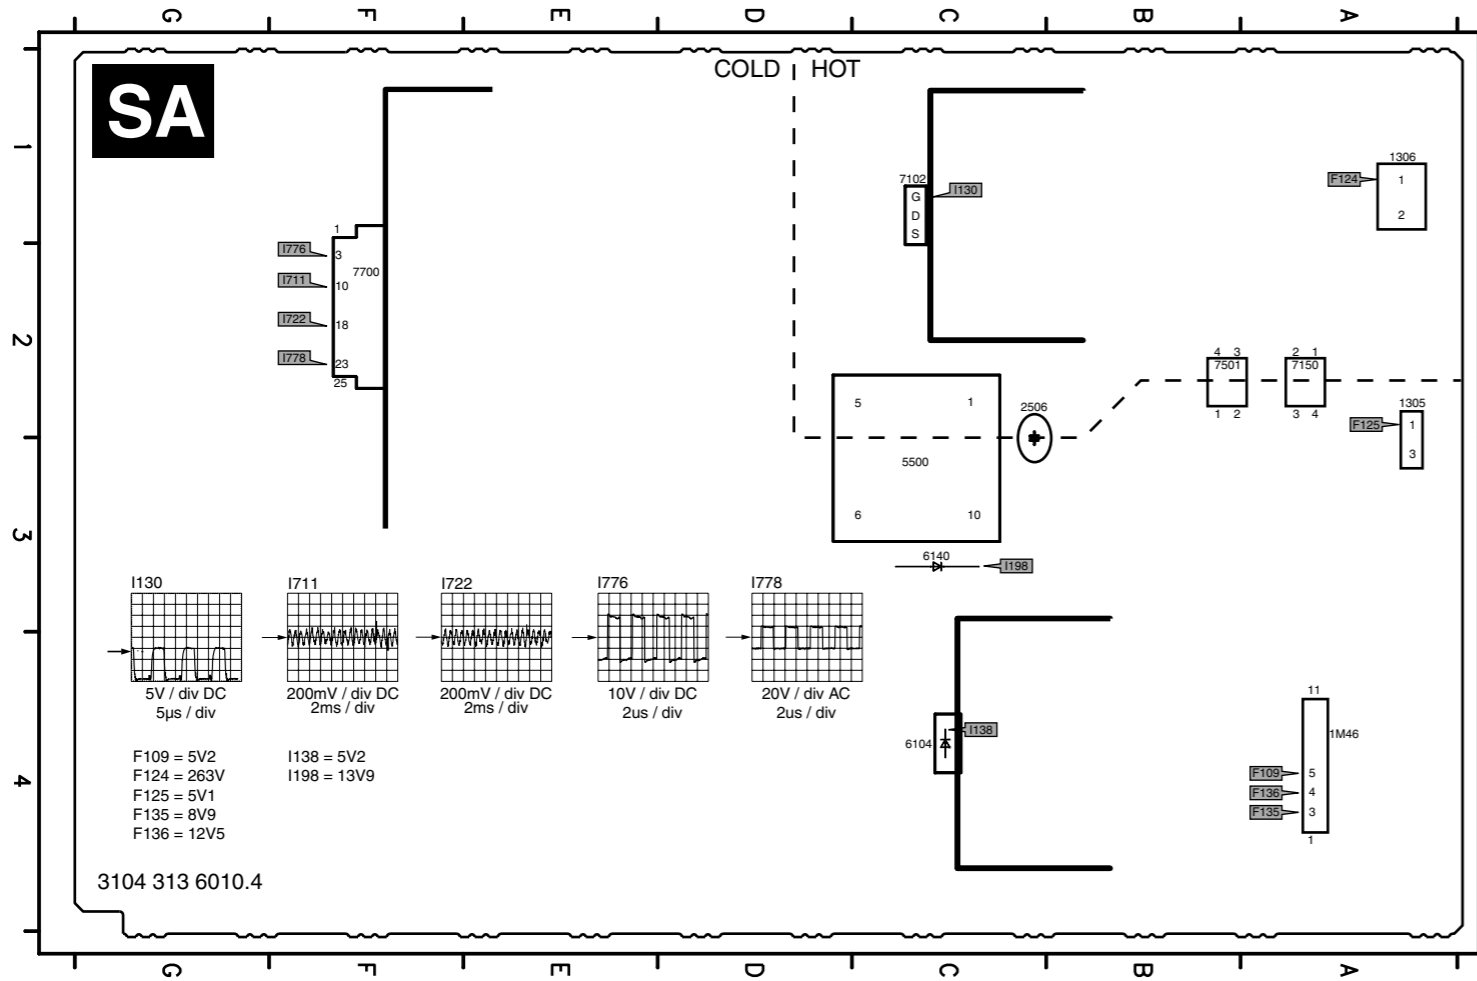 G F E D C B A
COLD HOT
SA
1
1306
F124
1
2
7102
I130
G
D
S
1
I776
3
7700
I711
10
I722
18
I778
23
25
2
4 3
7501
1 2
2 1
7150
3 4
5 1
2506
1305
F125
1
3
5500
6 10
3
6140
I198
I130
5V / div DC
5µs / div
I711
200mV / div DC
2ms / div
I722
200mV / div DC
2ms / div
I776
10V / div DC
2us / div
I778
20V / div AC
2us / div
6104
I138
11
1M46
F109
5
F136
4
F135
3
1
4
F109 = 5V2
F124 = 263V
F125 = 5V1
F135 = 8V9
F136 = 12V5
I138 = 5V2
I198 = 13V9
3104 313 6010.4
G F E D C B A